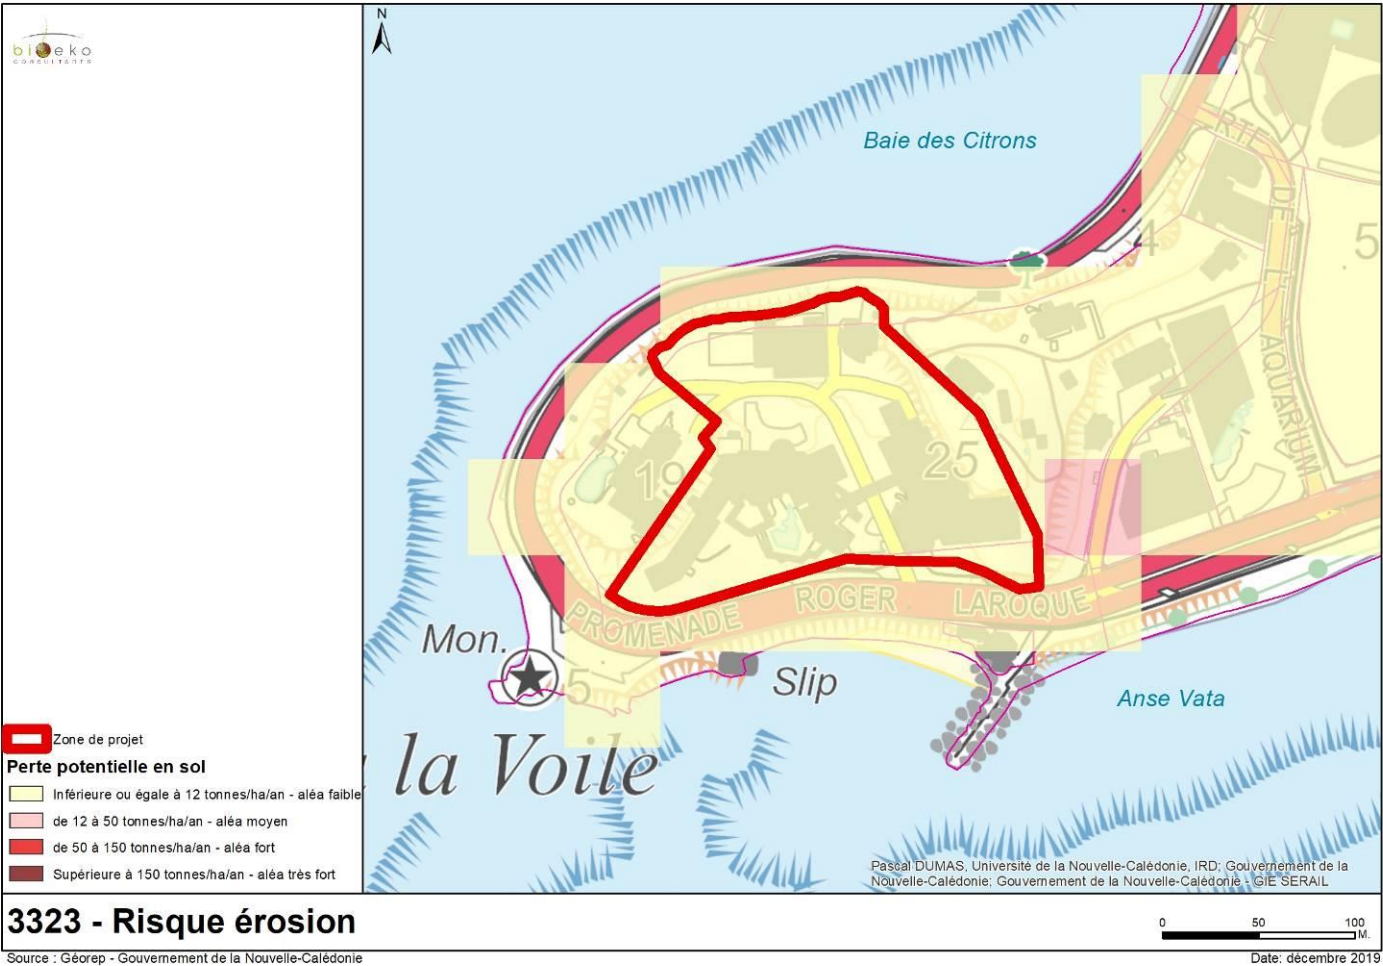 bioeko
CONSULTANTS
N
Baie des Citrons
RTE
DE L'AQUARIUM
4
5
19
25
PROMENADE ROGER LAROQUE
Mon.
5
Slip
Anse Vata
la Voile
Zone de projet
Perte potentielle en sol
Inférieure ou égale à 12 tonnes/ha/an - aléa faible
de 12 à 50 tonnes/ha/an - aléa moyen
de 50 à 150 tonnes/ha/an - aléa fort
Supérieure à 150 tonnes/ha/an - aléa très fort
Pascal DUMAS, Université de la Nouvelle-Calédonie, IRD; Gouvernement de la
Nouvelle-Calédonie; Gouvernement de la Nouvelle-Calédonie - GIE SERAIL
3323 - Risque érosion
0 50 100
M.
Source : Géorep - Gouvernement de la Nouvelle-Calédonie
Date: décembre 2019